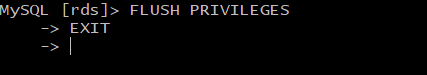 MySQL [rds]> FLUSH PRIVILEGES
-> EXIT
->